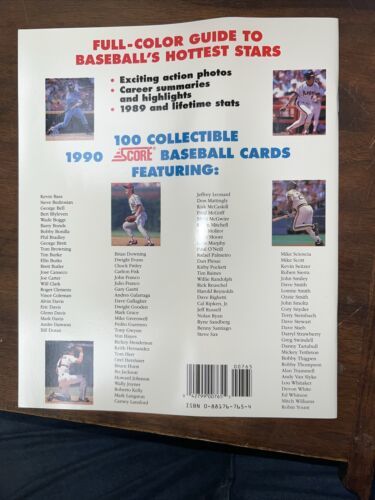 FULL-COLOR GUIDE TO
BASEBALL'S HOTTEST STARS
• Exciting action photos
• Career summaries
and highlights
• 1989 and lifetime stats
100 COLLECTIBLE
1990 SCORE BASEBALL CARDS
FEATURING:
Kevin Bass
Steve Bedrosian
George Bell
Bert Blyleven
Wade Boggs
Barry Bonds
Bobby Bonilla
Phil Bradley
George Brett
Tom Browning
Tim Burke
Ellis Burks
Brett Butler
Jose Canseco
Joe Carter
Will Clark
Roger Clemens
Vince Coleman
Alvin Davis
Eric Davis
Glenn Davis
Mark Davis
Andre Dawson
Bill Doran
Brian Downing
Dwight Evans
Chuck Finley
Carlton Fisk
John Franco
Julio Franco
Gary Gaetti
Andres Galarraga
Dave Gallagher
Dwight Gooden
Mark Grace
Mike Greenwell
Pedro Guerrero
Tony Gwynn
Von Hayes
Rickey Henderson
Keith Hernandez
Tom Herr
Orel Hershiser
Bruce Hurst
Bo Jackson
Howard Johnson
Wally Joyner
Roberto Kelly
Mark Langston
Carney Lansford
Jeffrey Leonard
Don Mattingly
Kirk McCaskill
Fred McGriff
Mark McGwire
Kevin Mitchell
Paul Molitor
Mike Moore
Dale Murphy
Paul O'Neill
Rafael Palmeiro
Dan Plesac
Kirby Puckett
Tim Raines
Willie Randolph
Rick Reuschel
Harold Reynolds
Dave Righetti
Cal Ripken, Jr.
Jeff Russell
Nolan Ryan
Ryne Sandberg
Benny Santiago
Steve Sax
Mike Scioscia
Mike Scott
Kevin Seitzer
Ruben Sierra
John Smiley
Dave Smith
Lonnie Smith
Ozzie Smith
John Smoltz
Cory Snyder
Terry Steinbach
Dave Stewart
Dave Stieb
Darryl Strawberry
Greg Swindell
Danny Tartabull
Mickey Tettleton
Bobby Thigpen
Robby Thompson
Alan Trammell
Andy Van Slyke
Lou Whitaker
Devon White
Ed Whitson
Mitch Williams
Robin Yount
00765
ISBN 0-88176-765-4